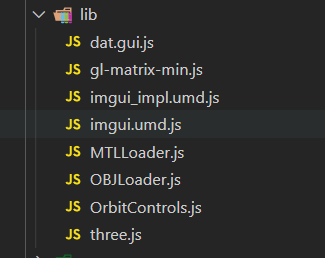 lib
JS dat.gui.js
JS gl-matrix-min.js
JS imgui_impl.umd.js
JS imgui.umd.js
JS MTLLoader.js
JS OBJLoader.js
JS OrbitControls.js
JS three.js